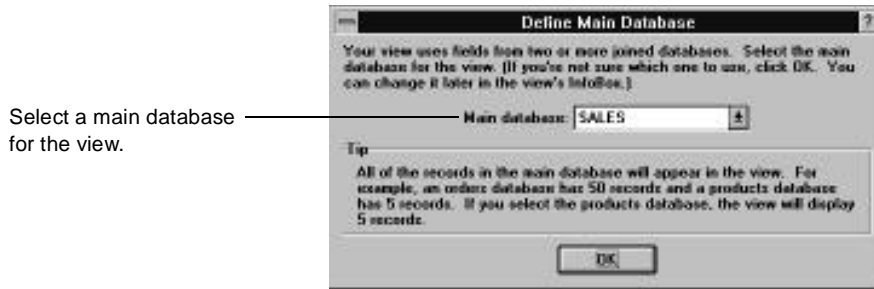 Define Main Database
?
Your view uses fields from two or more joined databases. Select the main
database for the view. (If you're not sure which one to use, click OK. You
can change it later in the view's InfoBox.)
Select a main database
for the view.
Main database: SALES
Tip
All of the records in the main database will appear in the view. For
example, an orders database has 50 records and a products database
has 5 records. If you select the products database, the view will display
5 records.
OK